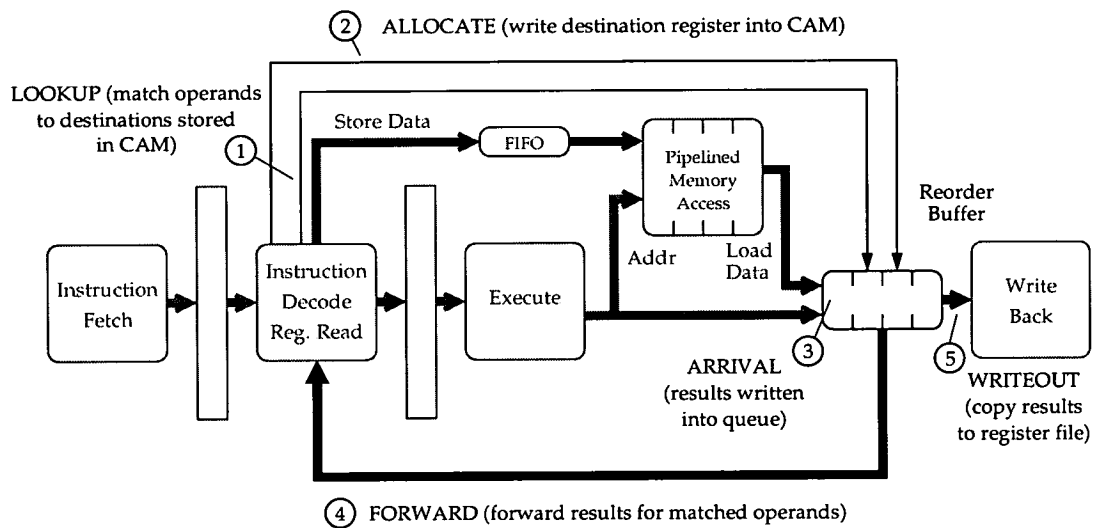 2 ALLOCATE (write destination register into CAM)
LOOKUP (match operands
to destinations stored
in CAM)
1
Store Data
FIFO
Pipelined
Memory
Access
Reorder
Buffer
Addr
Load
Data
Instruction
Fetch
Instruction
Decode
Reg. Read
Execute
Write
Back
3
5
ARRIVAL
(results written
into queue)
WRITEOUT
(copy results
to register file)
4 FORWARD (forward results for matched operands)